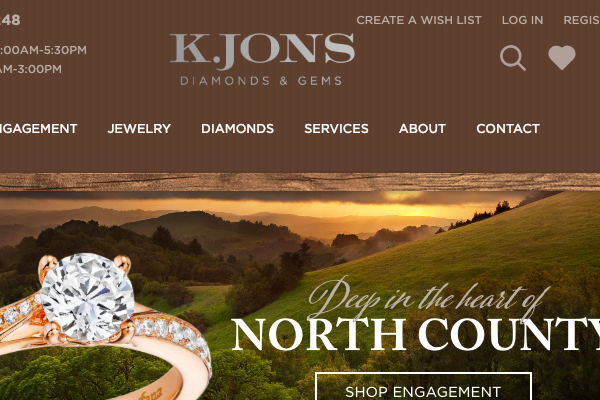 :48
CREATE A WISH LIST LOG IN REGIS
:00AM-5:30PM
AM-3:00PM
K.JONS
DIAMONDS & GEMS
NGAGEMENT JEWELRY DIAMONDS SERVICES ABOUT CONTACT
Deep in the heart of
NORTH COUNTY
SHOP ENGAGEMENT